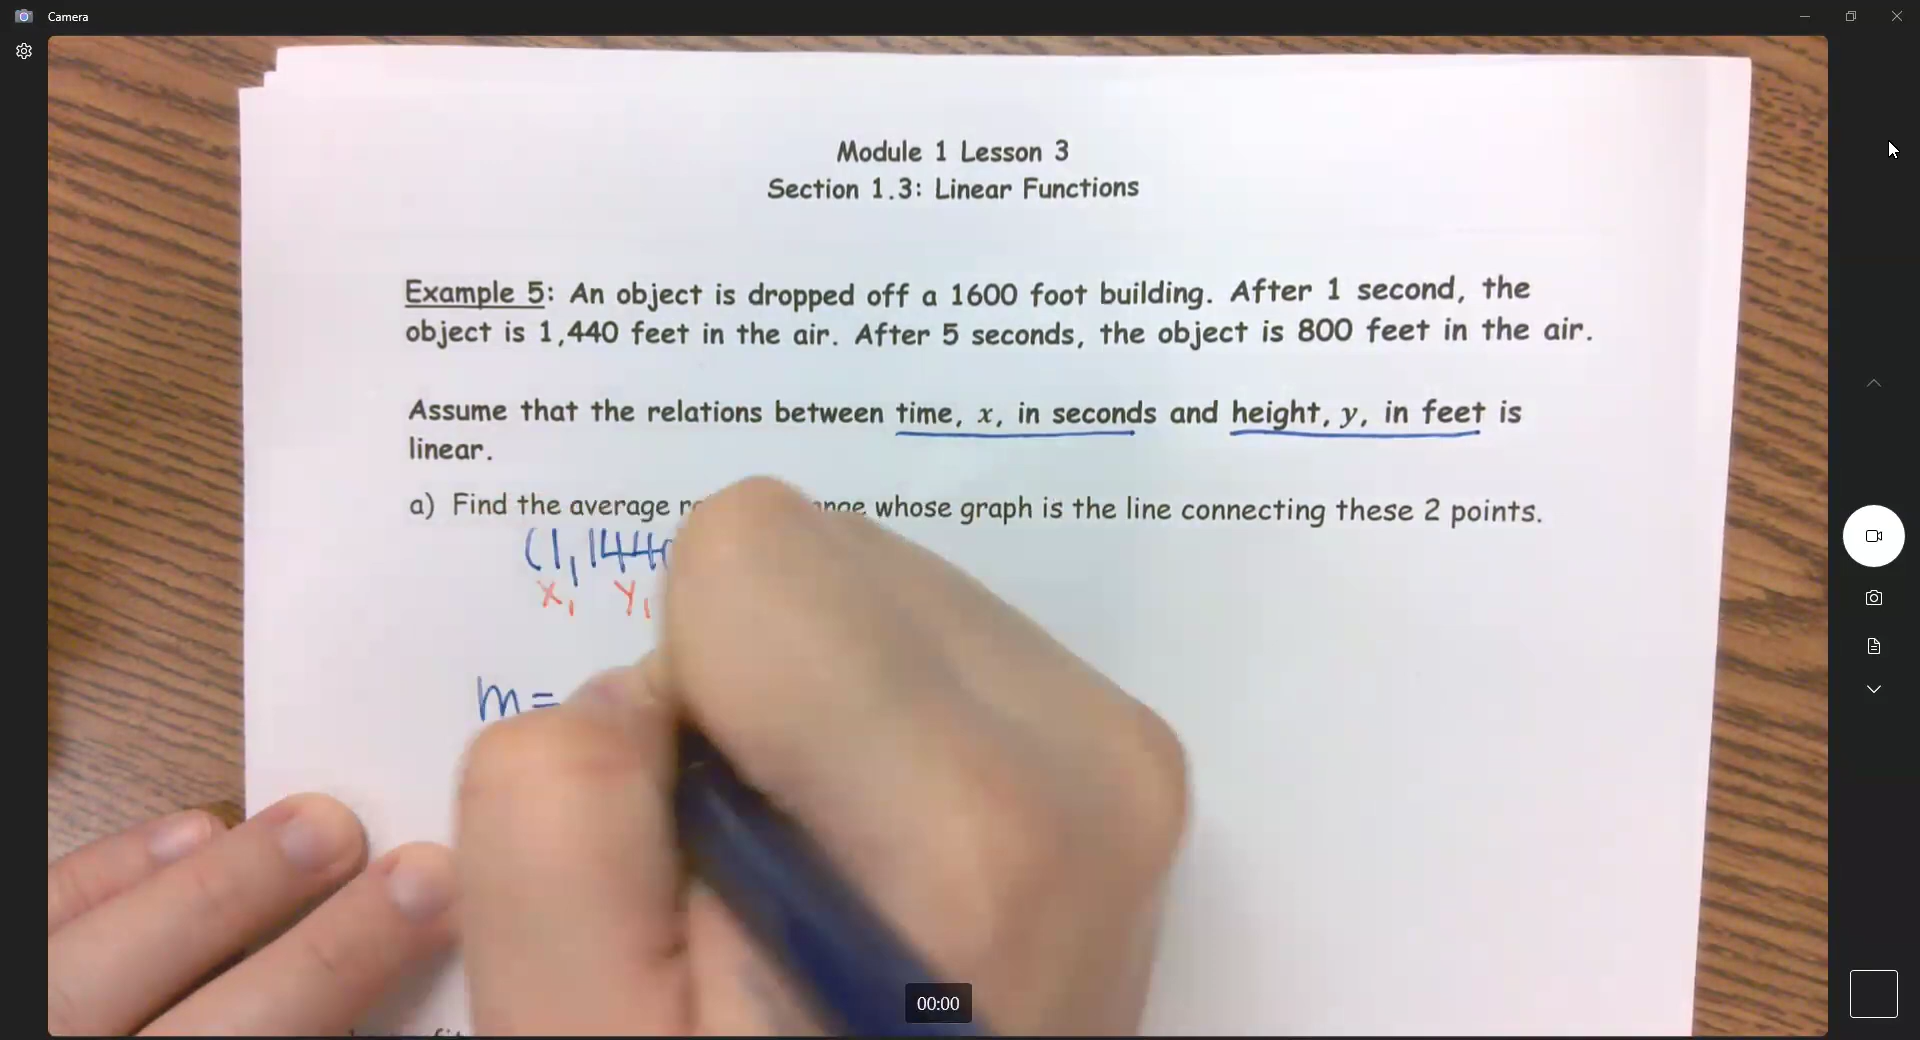 Camera
Module 1 Lesson 3
Section 1.3: Linear Functions
Example 5: An object is dropped off a 1600 foot building. After 1 second, the
object is 1,440 feet in the air. After 5 seconds, the object is 800 feet in the air.
Assume that the relations between time, x, in seconds and height, y, in feet is
linear.
a) Find the average whose graph is the line connecting these 2 points.
(1,1440
x₁ y₁
m=
00:00